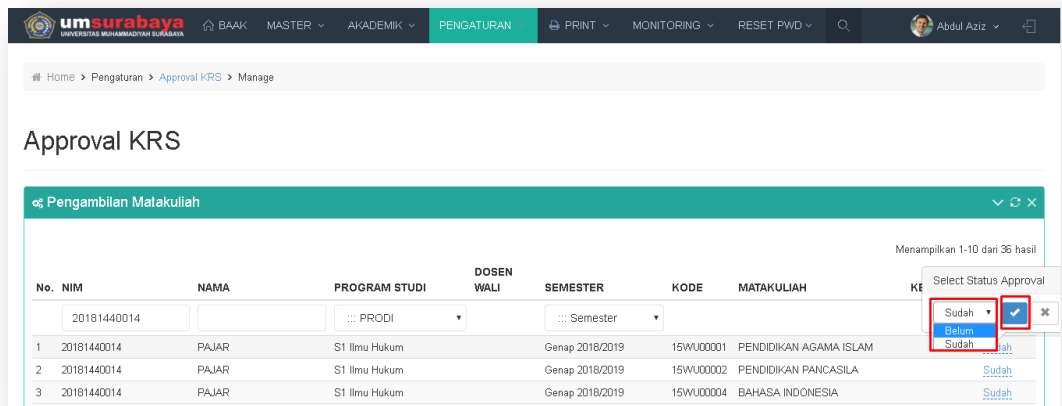 umsurabaya
UNIVERSITAS MUHAMMADIYAH SURABAYA
BAAK MASTER AKADEMIK PENGATURAN PRINT MONITORING RESET PWD Abdul Aziz
Home > Pengaturan > Approval KRS > Manage
Approval KRS
Pengambilan Matakuliah
Menampilkan 1-10 dari 36 hasil
No. NIM NAMA PROGRAM STUDI DOSEN WALI SEMESTER KODE MATAKULIAH KE
Select Status Approval
20181440014 ::: PRODI ::: Semester Sudah
Belum
Sudah
1 20181440014 PAJAR S1 Ilmu Hukum Genap 2018/2019 15WU00001 PENDIDIKAN AGAMA ISLAM
2 20181440014 PAJAR S1 Ilmu Hukum Genap 2018/2019 15WU00002 PENDIDIKAN PANCASILA Sudah
3 20181440014 PAJAR S1 Ilmu Hukum Genap 2018/2019 15WU00004 BAHASA INDONESIA Sudah